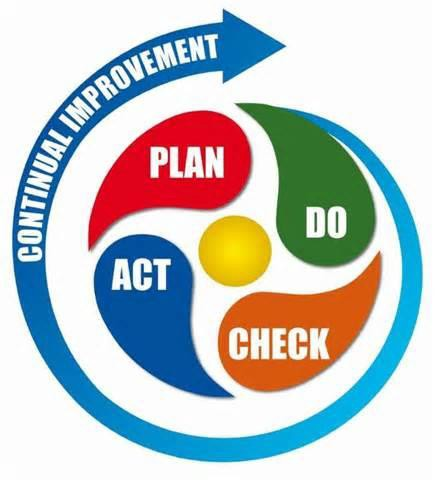 CONTINUAL IMPROVEMENT
PLAN
DO
CHECK
ACT